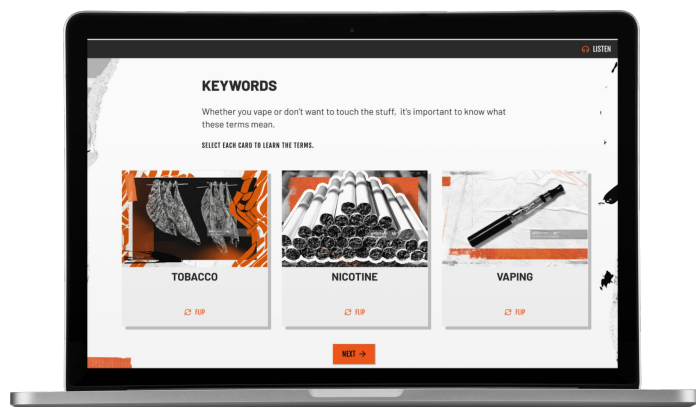 LISTEN
KEYWORDS
Whether you vape or don't want to touch the stuff, it's important to know what
these terms mean.
SELECT EACH CARD TO LEARN THE TERMS.
TOBACCO
NICOTINE
VAPING
FLIP
FLIP
FLIP
NEXT